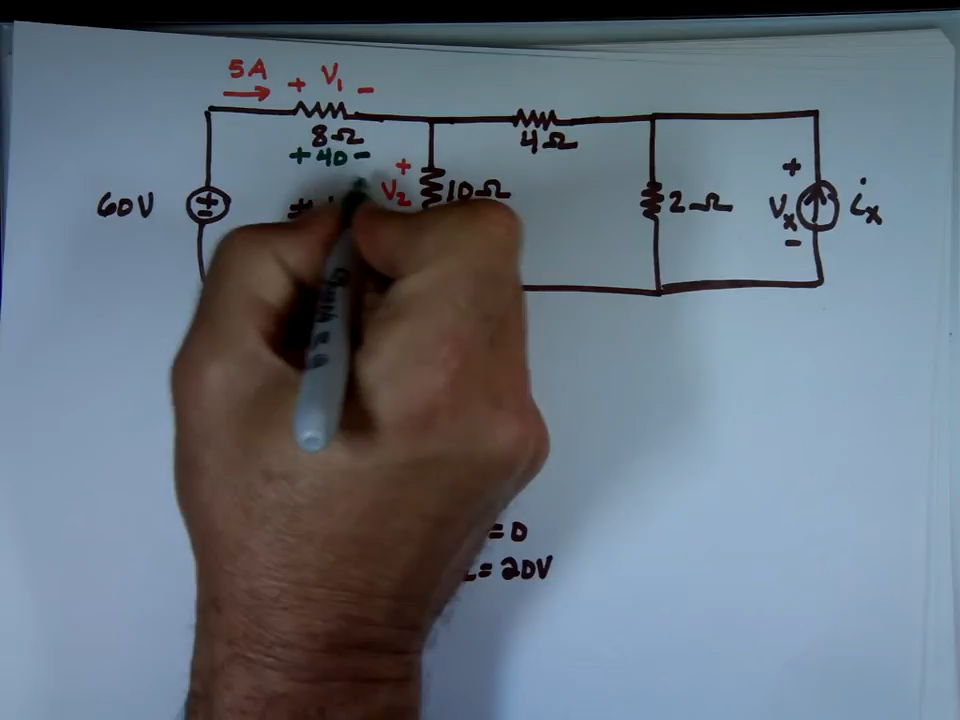 5A + V₁ -
8Ω 4Ω
+ 40 -
60V + V₂ 10Ω 2Ω + Vx - ix
= 0
= 20V